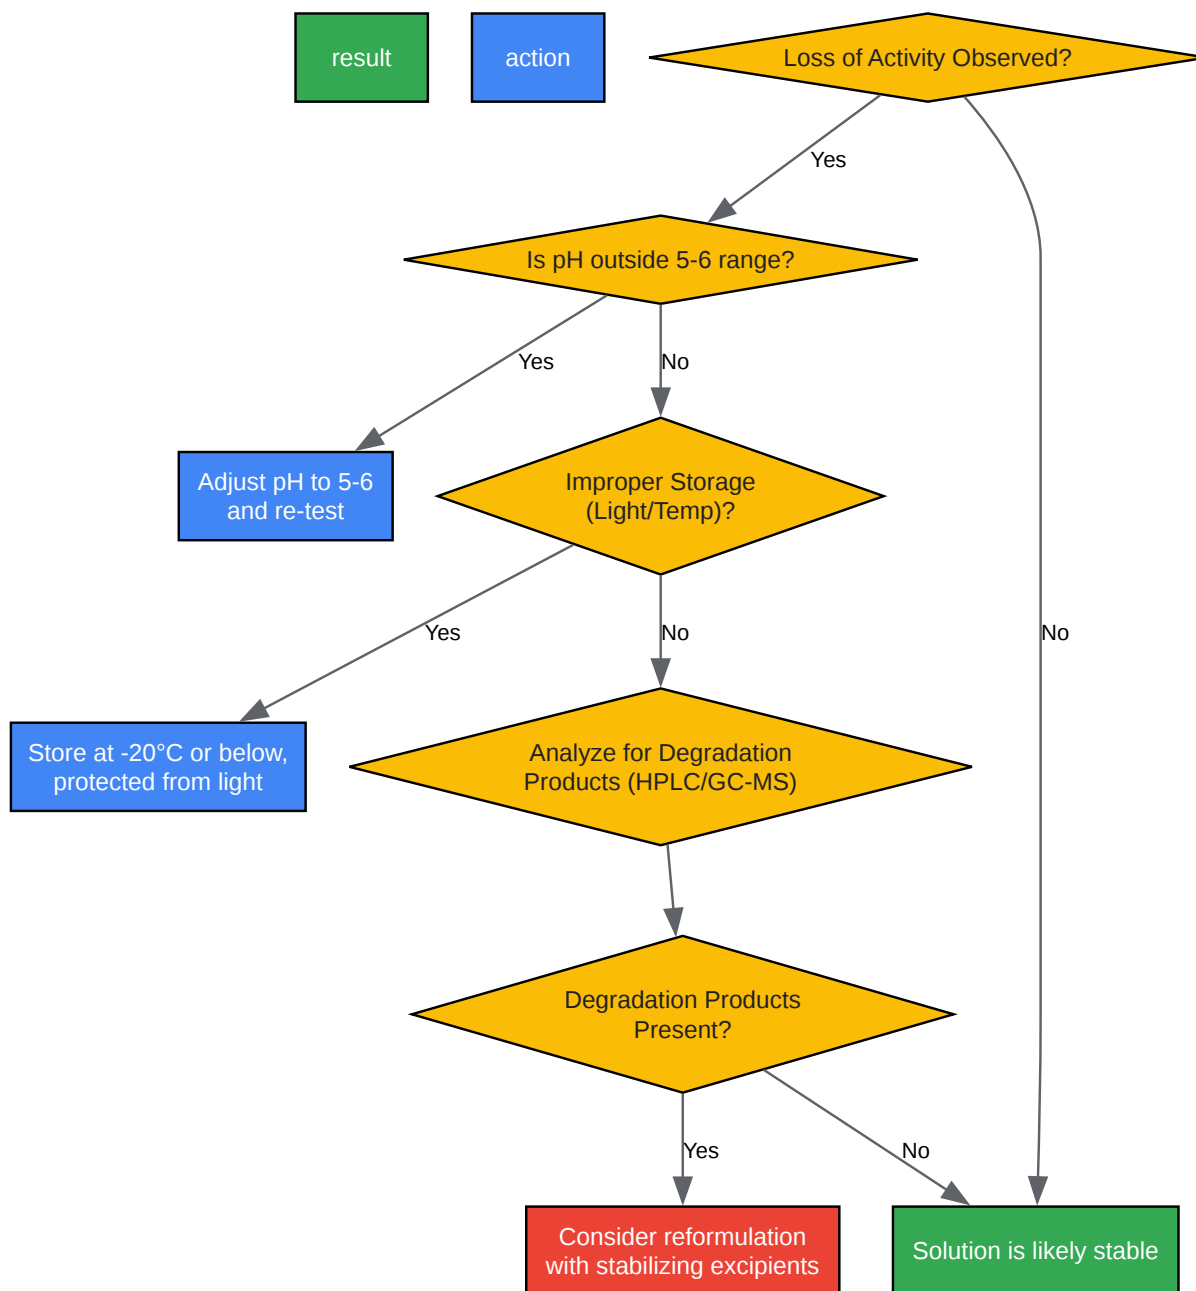 result
action
Loss of Activity Observed?
Yes
Is pH outside 5-6 range?
Yes
No
Adjust pH to 5-6
and re-test
Improper Storage
(Light/Temp)?
Yes
No
No
Store at -20°C or below,
protected from light
Analyze for Degradation
Products (HPLC/GC-MS)
Degradation Products
Present?
Yes
No
Consider reformulation
with stabilizing excipients
Solution is likely stable